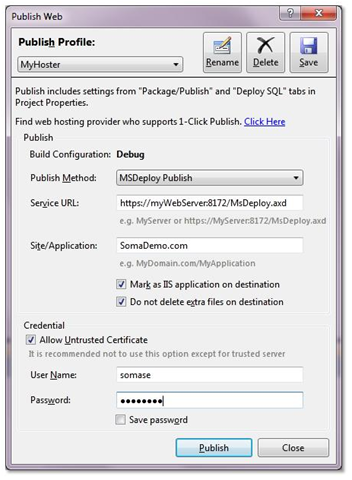 Publish Web
Publish Profile:
MyHoster
Rename
Delete
Save
Publish includes settings from "Package/Publish" and "Deploy SQL" tabs in
Project Properties.
Find web hosting provider who supports 1-Click Publish. Click Here
Publish
Build Configuration: Debug
Publish Method: MSDeploy Publish
Service URL: https://myWebServer:8172/MsDeploy.axd
e.g. MyServer or https://MyServer:8172/MsDeploy.axd
Site/Application: SomaDemo.com
e.g. MyDomain.com/MyApplication
Mark as IIS application on destination
Do not delete extra files on destination
Credential
Allow Untrusted Certificate
It is recommended not to use this option except for trusted server
User Name: somase
Password: ●●●●●●●●
Save password
Publish
Close